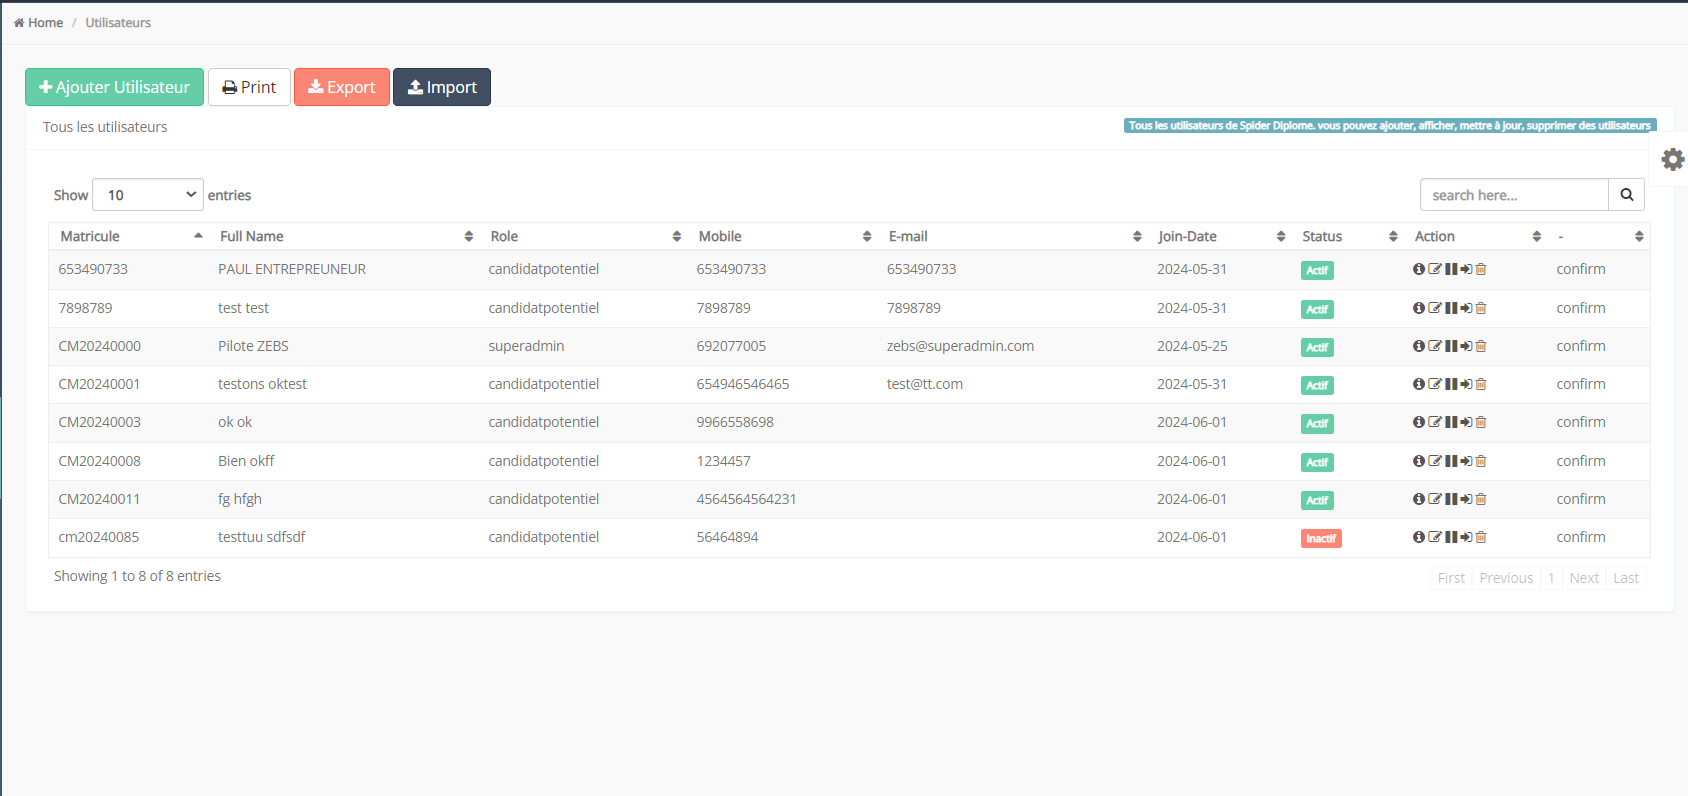 Home / Utilisateurs
Ajouter Utilisateur Print Export Import
Tous les utilisateurs Tous les utilisateurs de Spider Diplome. vous pouvez ajouter, afficher, mettre à jour, supprimer des utilisateurs
Show 10 entries search here...
Matricule Full Name Role Mobile E-mail Join-Date Status Action -
653490733 PAUL ENTREPREUNEUR candidatpotentiel 653490733 653490733 2024-05-31 Actif confirm
7898789 test test candidatpotentiel 7898789 7898789 2024-05-31 Actif confirm
CM20240000 Pilote ZEBS superadmin 692077005 zebs@superadmin.com 2024-05-25 Actif confirm
CM20240001 testons oktest candidatpotentiel 654946546465 test@tt.com 2024-05-31 Actif confirm
CM20240003 ok ok candidatpotentiel 9966558698 2024-06-01 Actif confirm
CM20240008 Bien okff candidatpotentiel 1234457 2024-06-01 Actif confirm
CM20240011 fg hfgh candidatpotentiel 4564564564231 2024-06-01 Actif confirm
cm20240085 testtuu sdfsdf candidatpotentiel 56464894 2024-06-01 Inactif confirm
Showing 1 to 8 of 8 entries First Previous 1 Next Last